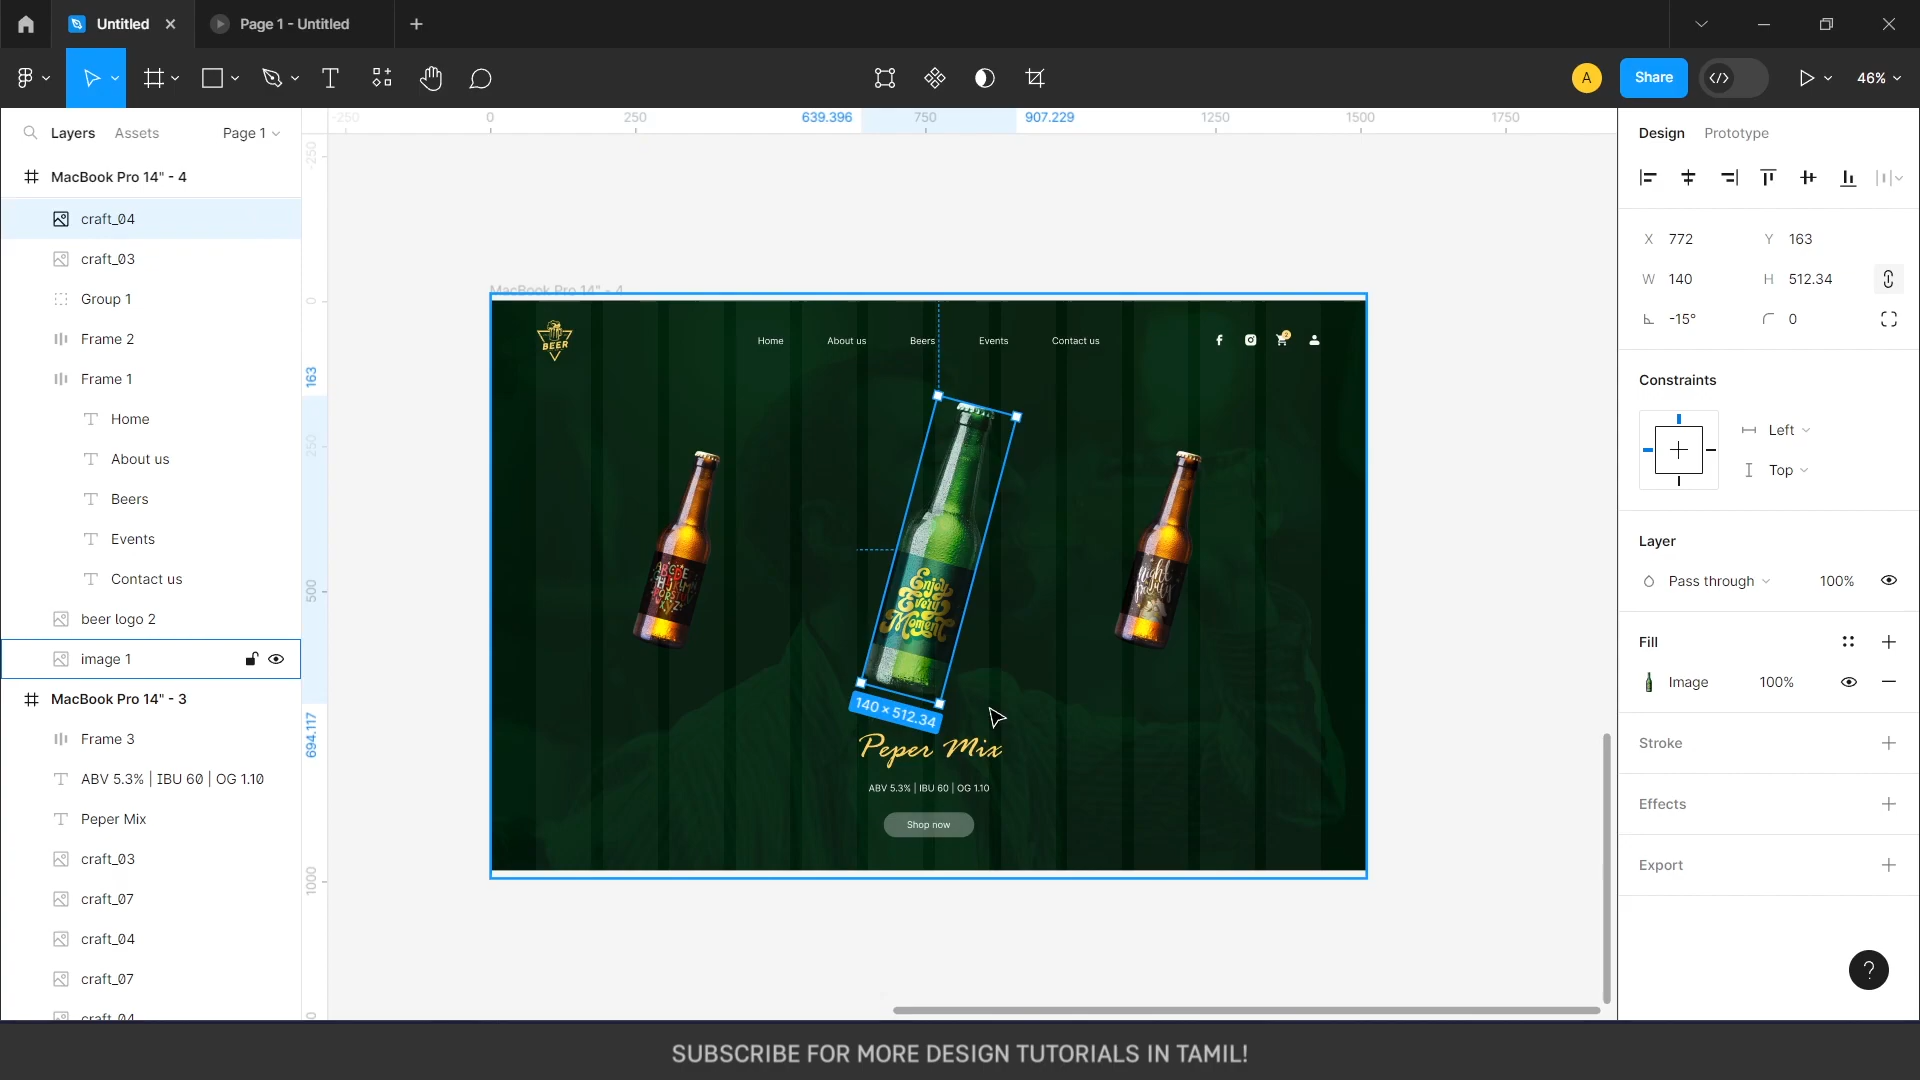 Untitled
Page 1 - Untitled
A
Share
46%
Layers
Assets
Page 1
MacBook Pro 14" - 4
craft_04
craft_03
Group 1
Frame 2
Frame 1
Home
About us
Beers
Events
Contact us
beer logo 2
image 1
MacBook Pro 14" - 3
Frame 3
ABV 5.3% | IBU 60 | OG 1.10
Peper Mix
craft_03
craft_07
craft_04
craft_07
craft_04
-250
0
250
639.396
750
907.229
1250
1500
1750
-250
0
163
250
500
694.117
1000
MacBook Pro 14" - 4
BEER
Home
About us
Beers
Events
Contact us
Enjoy
Every
Moment
night
party
140 × 512.34
Peper Mix
ABV 5.3% | IBU 60 | OG 1.10
Shop now
Design
Prototype
X 772
Y 163
W 140
H 512.34
-15°
0
Constraints
Left
Top
Layer
Pass through
100%
Fill
Image
100%
Stroke
Effects
Export
?
SUBSCRIBE FOR MORE DESIGN TUTORIALS IN TAMIL!